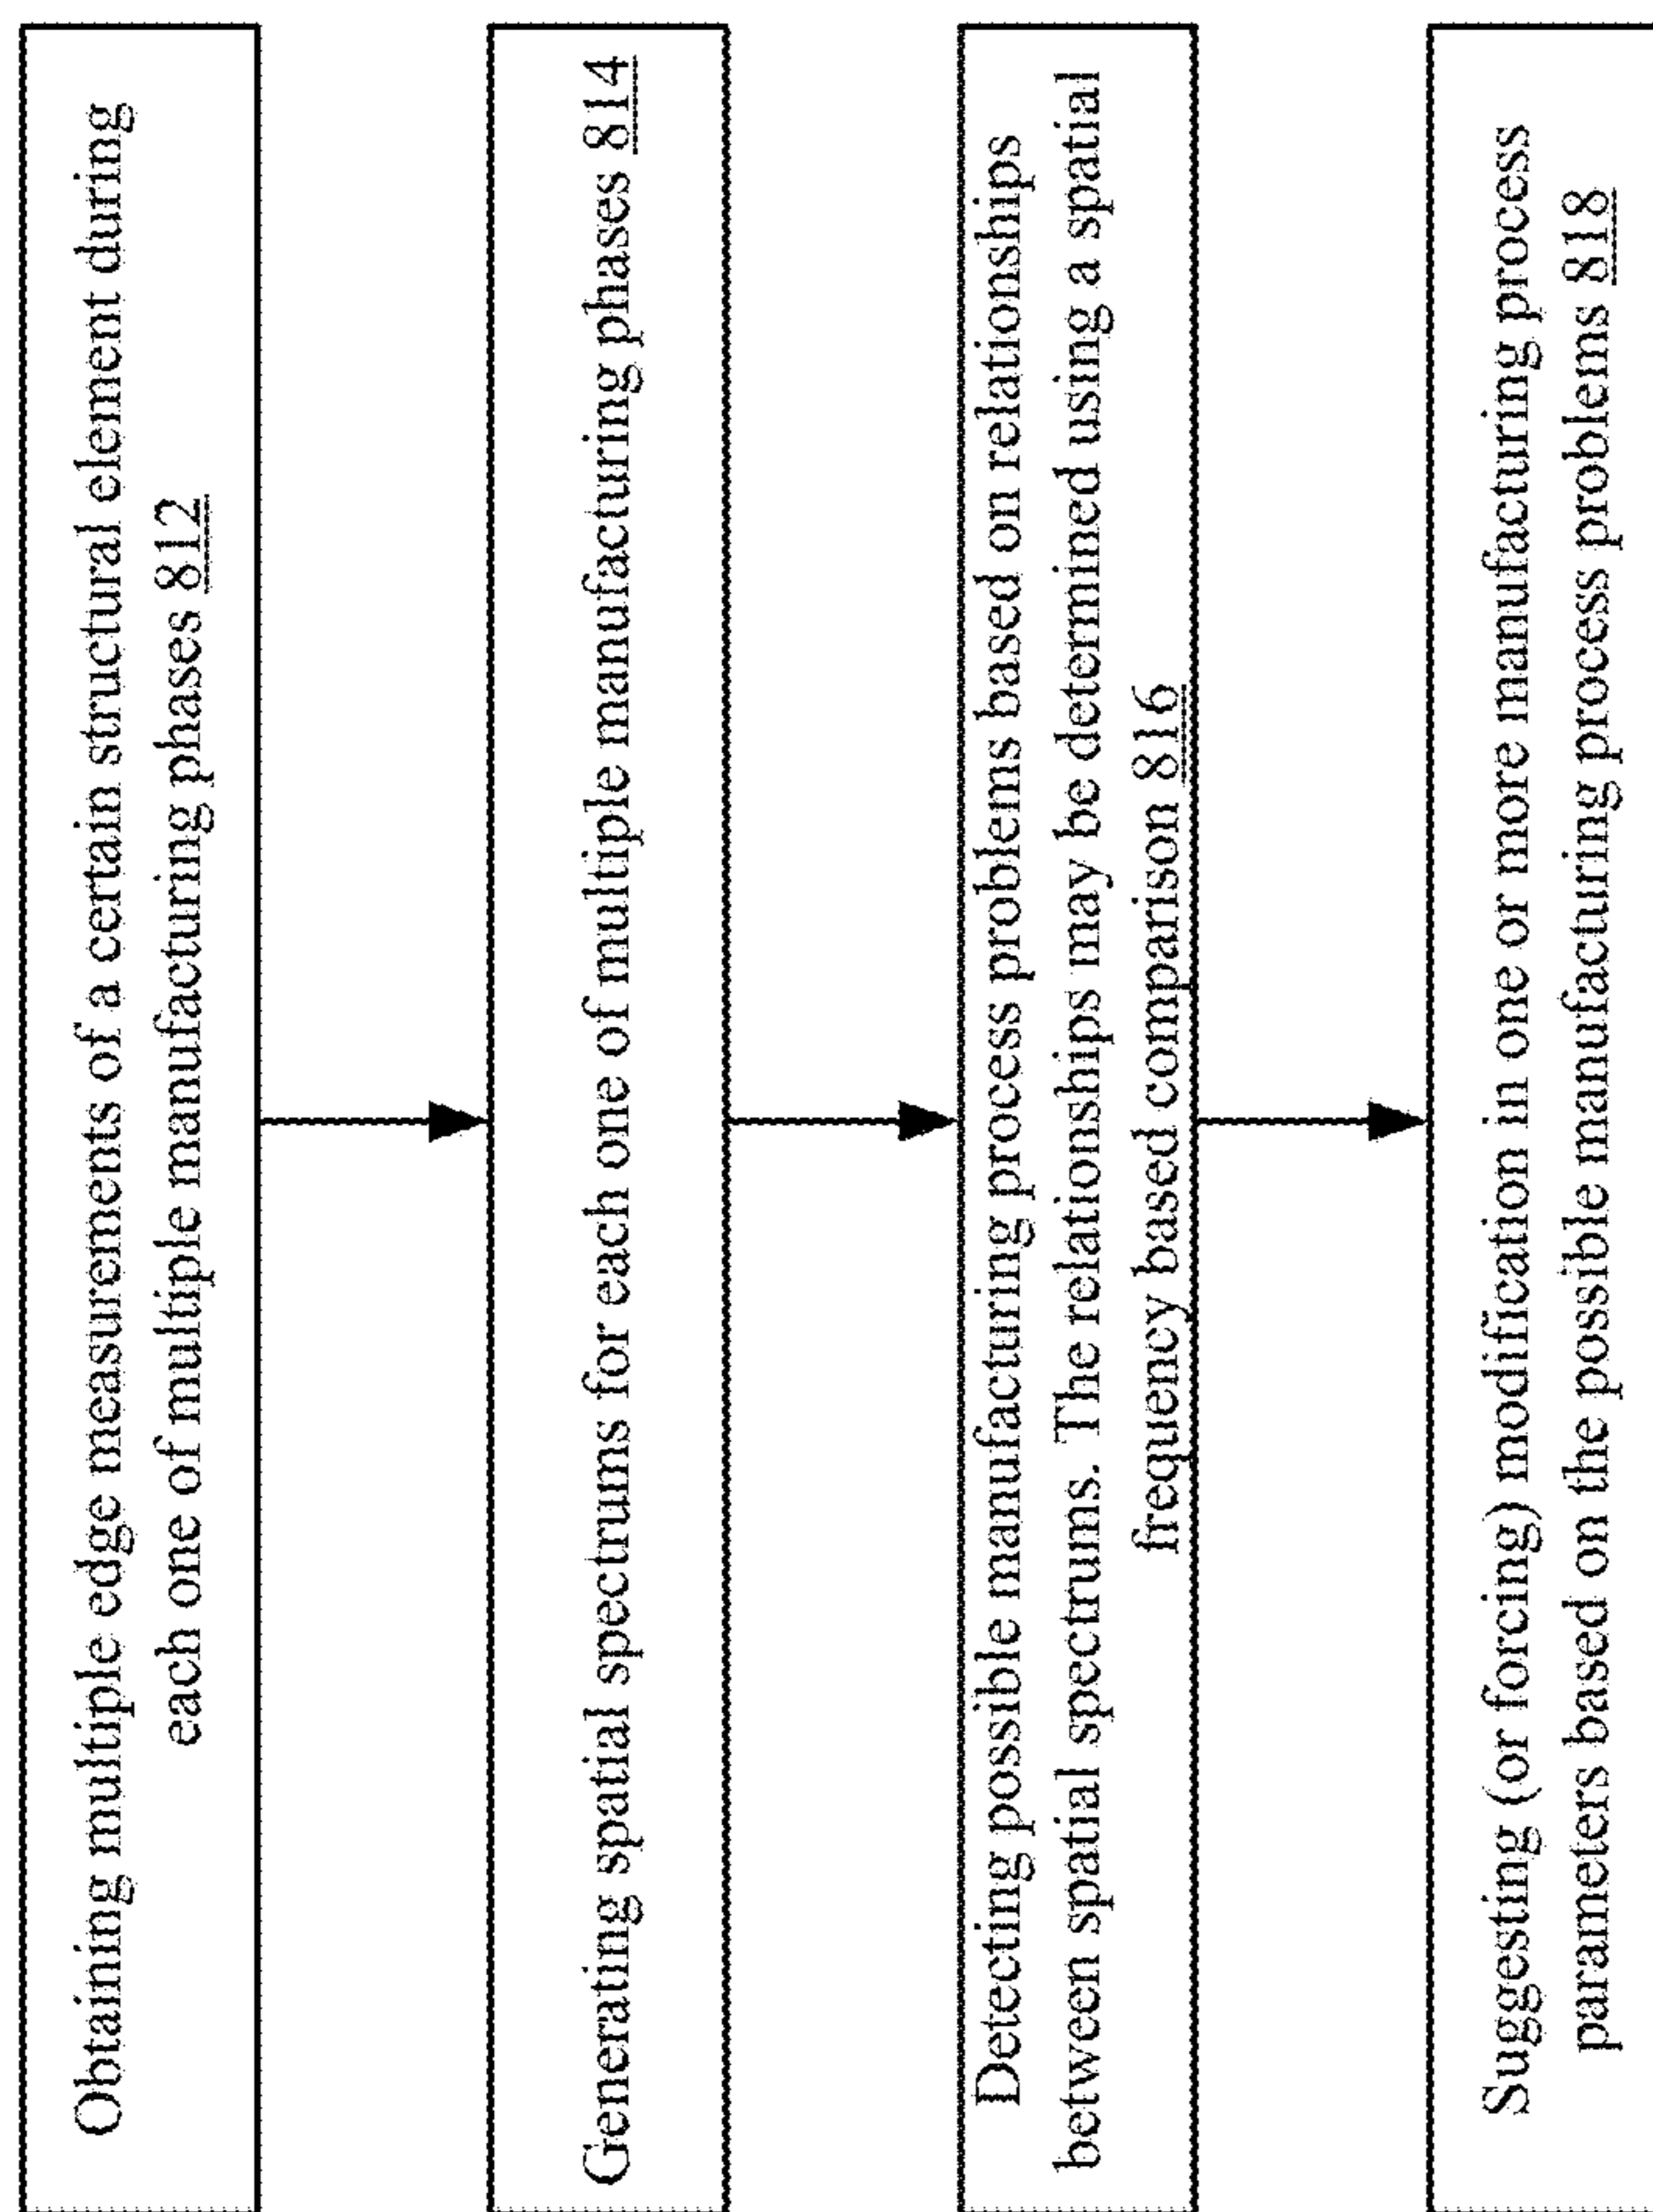 Obtaining multiple edge measurements of a certain structural element during
each one of multiple manufacturing phases 812
Generating spatial spectrums for each one of multiple manufacturing phases 814
Detecting possible manufacturing process problems based on relationships
between spatial spectrums. The relationships may be determined using a spatial
frequency based comparison 816
Suggesting (or forcing) modification in one or more manufacturing process
parameters based on the possible manufacturing process problems 818